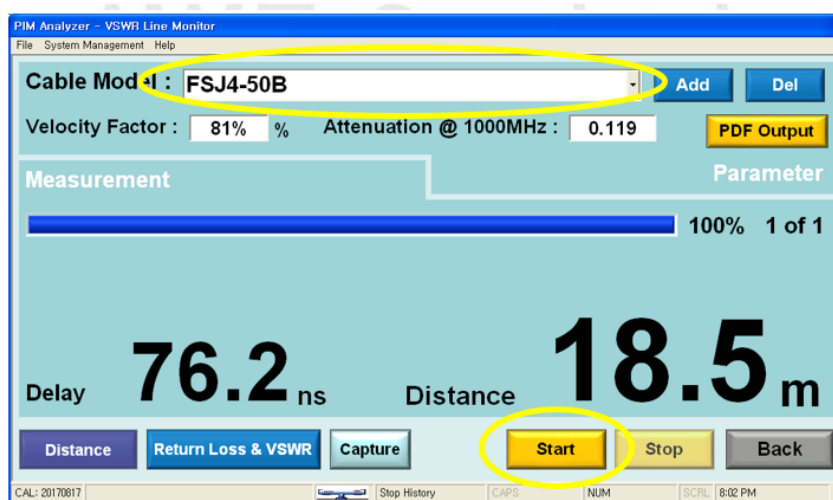 PIM Analyzer - VSWR Line Monitor
File System Management Help
Cable Model : FSJ4-50B Add Del
Velocity Factor : 81% % Attenuation @ 1000MHz : 0.119 PDF Output
Measurement Parameter
100% 1 of 1
Delay 76.2 ns Distance 18.5 m
Distance Return Loss & VSWR Capture Start Stop Back
CAL: 20170817 Stop History CAPS NUM SCRL 8:02 PM